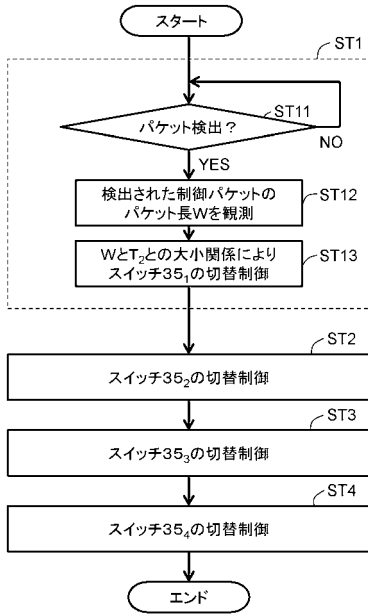 スタート
ST1
ST11
パケット検出？
NO
YES
検出された制御パケットの
パケット長Wを観測
ST12
WとT₂との大小関係により
スイッチ35₁の切替制御
ST13
ST2
スイッチ35₂の切替制御
ST3
スイッチ35₃の切替制御
ST4
スイッチ35₄の切替制御
エンド